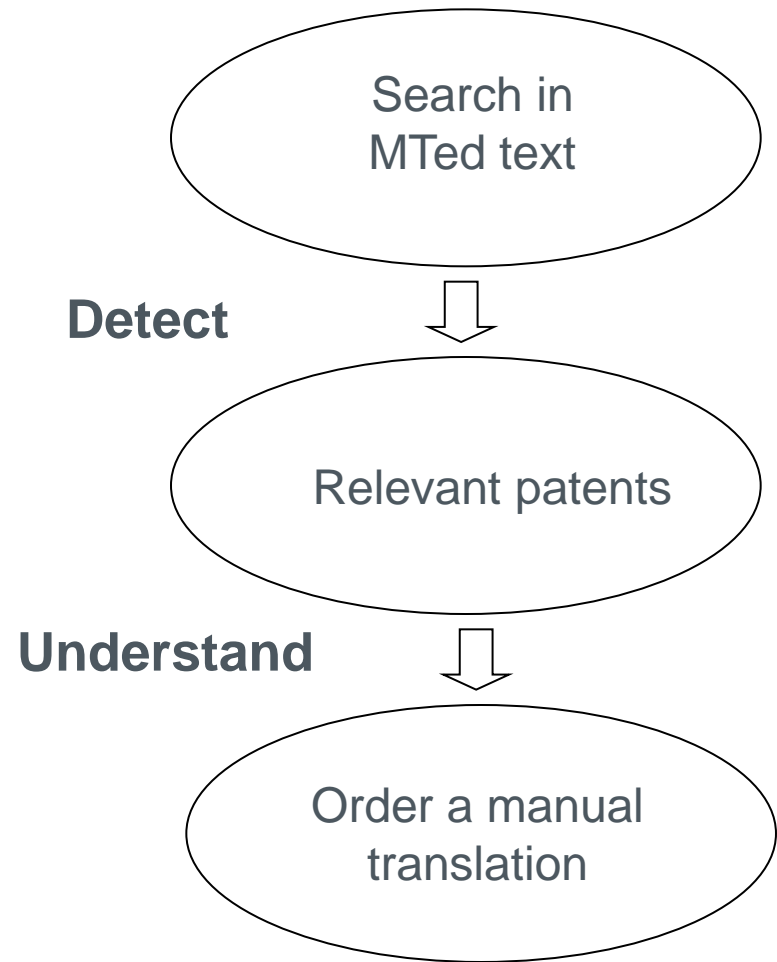 Search in
MTed text
Detect
Relevant patents
Understand
Order a manual
translation